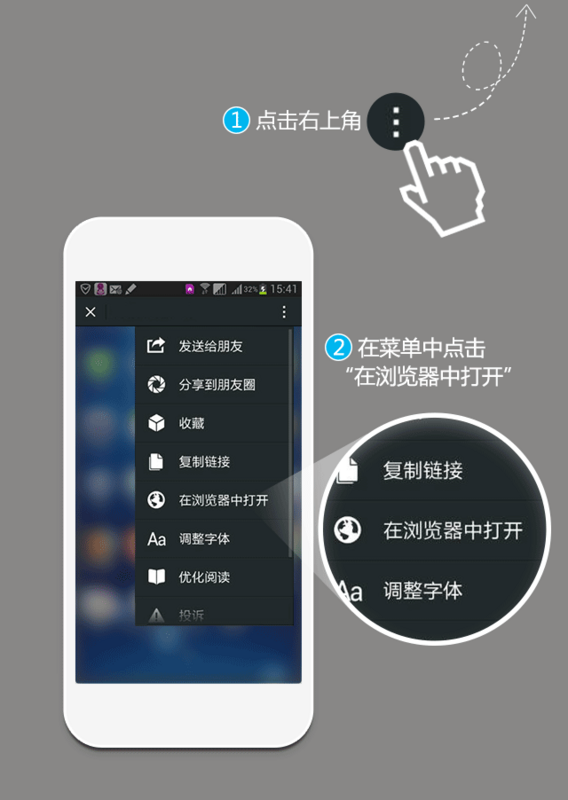 1 点击右上角
32% 15:41
发送给朋友
分享到朋友圈
收藏
复制链接
在浏览器中打开
Aa 调整字体
优化阅读
投诉
2 在菜单中点击
“在浏览器中打开”
复制链接
在浏览器中打开
Aa 调整字体